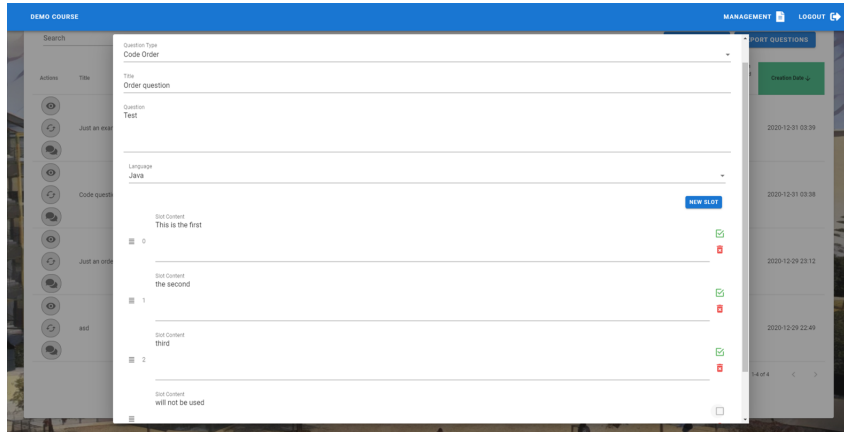 DEMO COURSE
MANAGEMENT
LOGOUT
Search
PORT QUESTIONS
Actions
Title
Creation Date
Question Type
Code Order
Title
Order question
Question
Test
Language
Java
NEW SLOT
Slot Content
This is the first
0
Slot Content
the second
1
Slot Content
third
2
Slot Content
will not be used
Just an exam
2020-12-31 03:39
Code questi
2020-12-31 03:38
Just an orde
2020-12-29 23:12
asd
2020-12-29 22:49
1-4 of 4